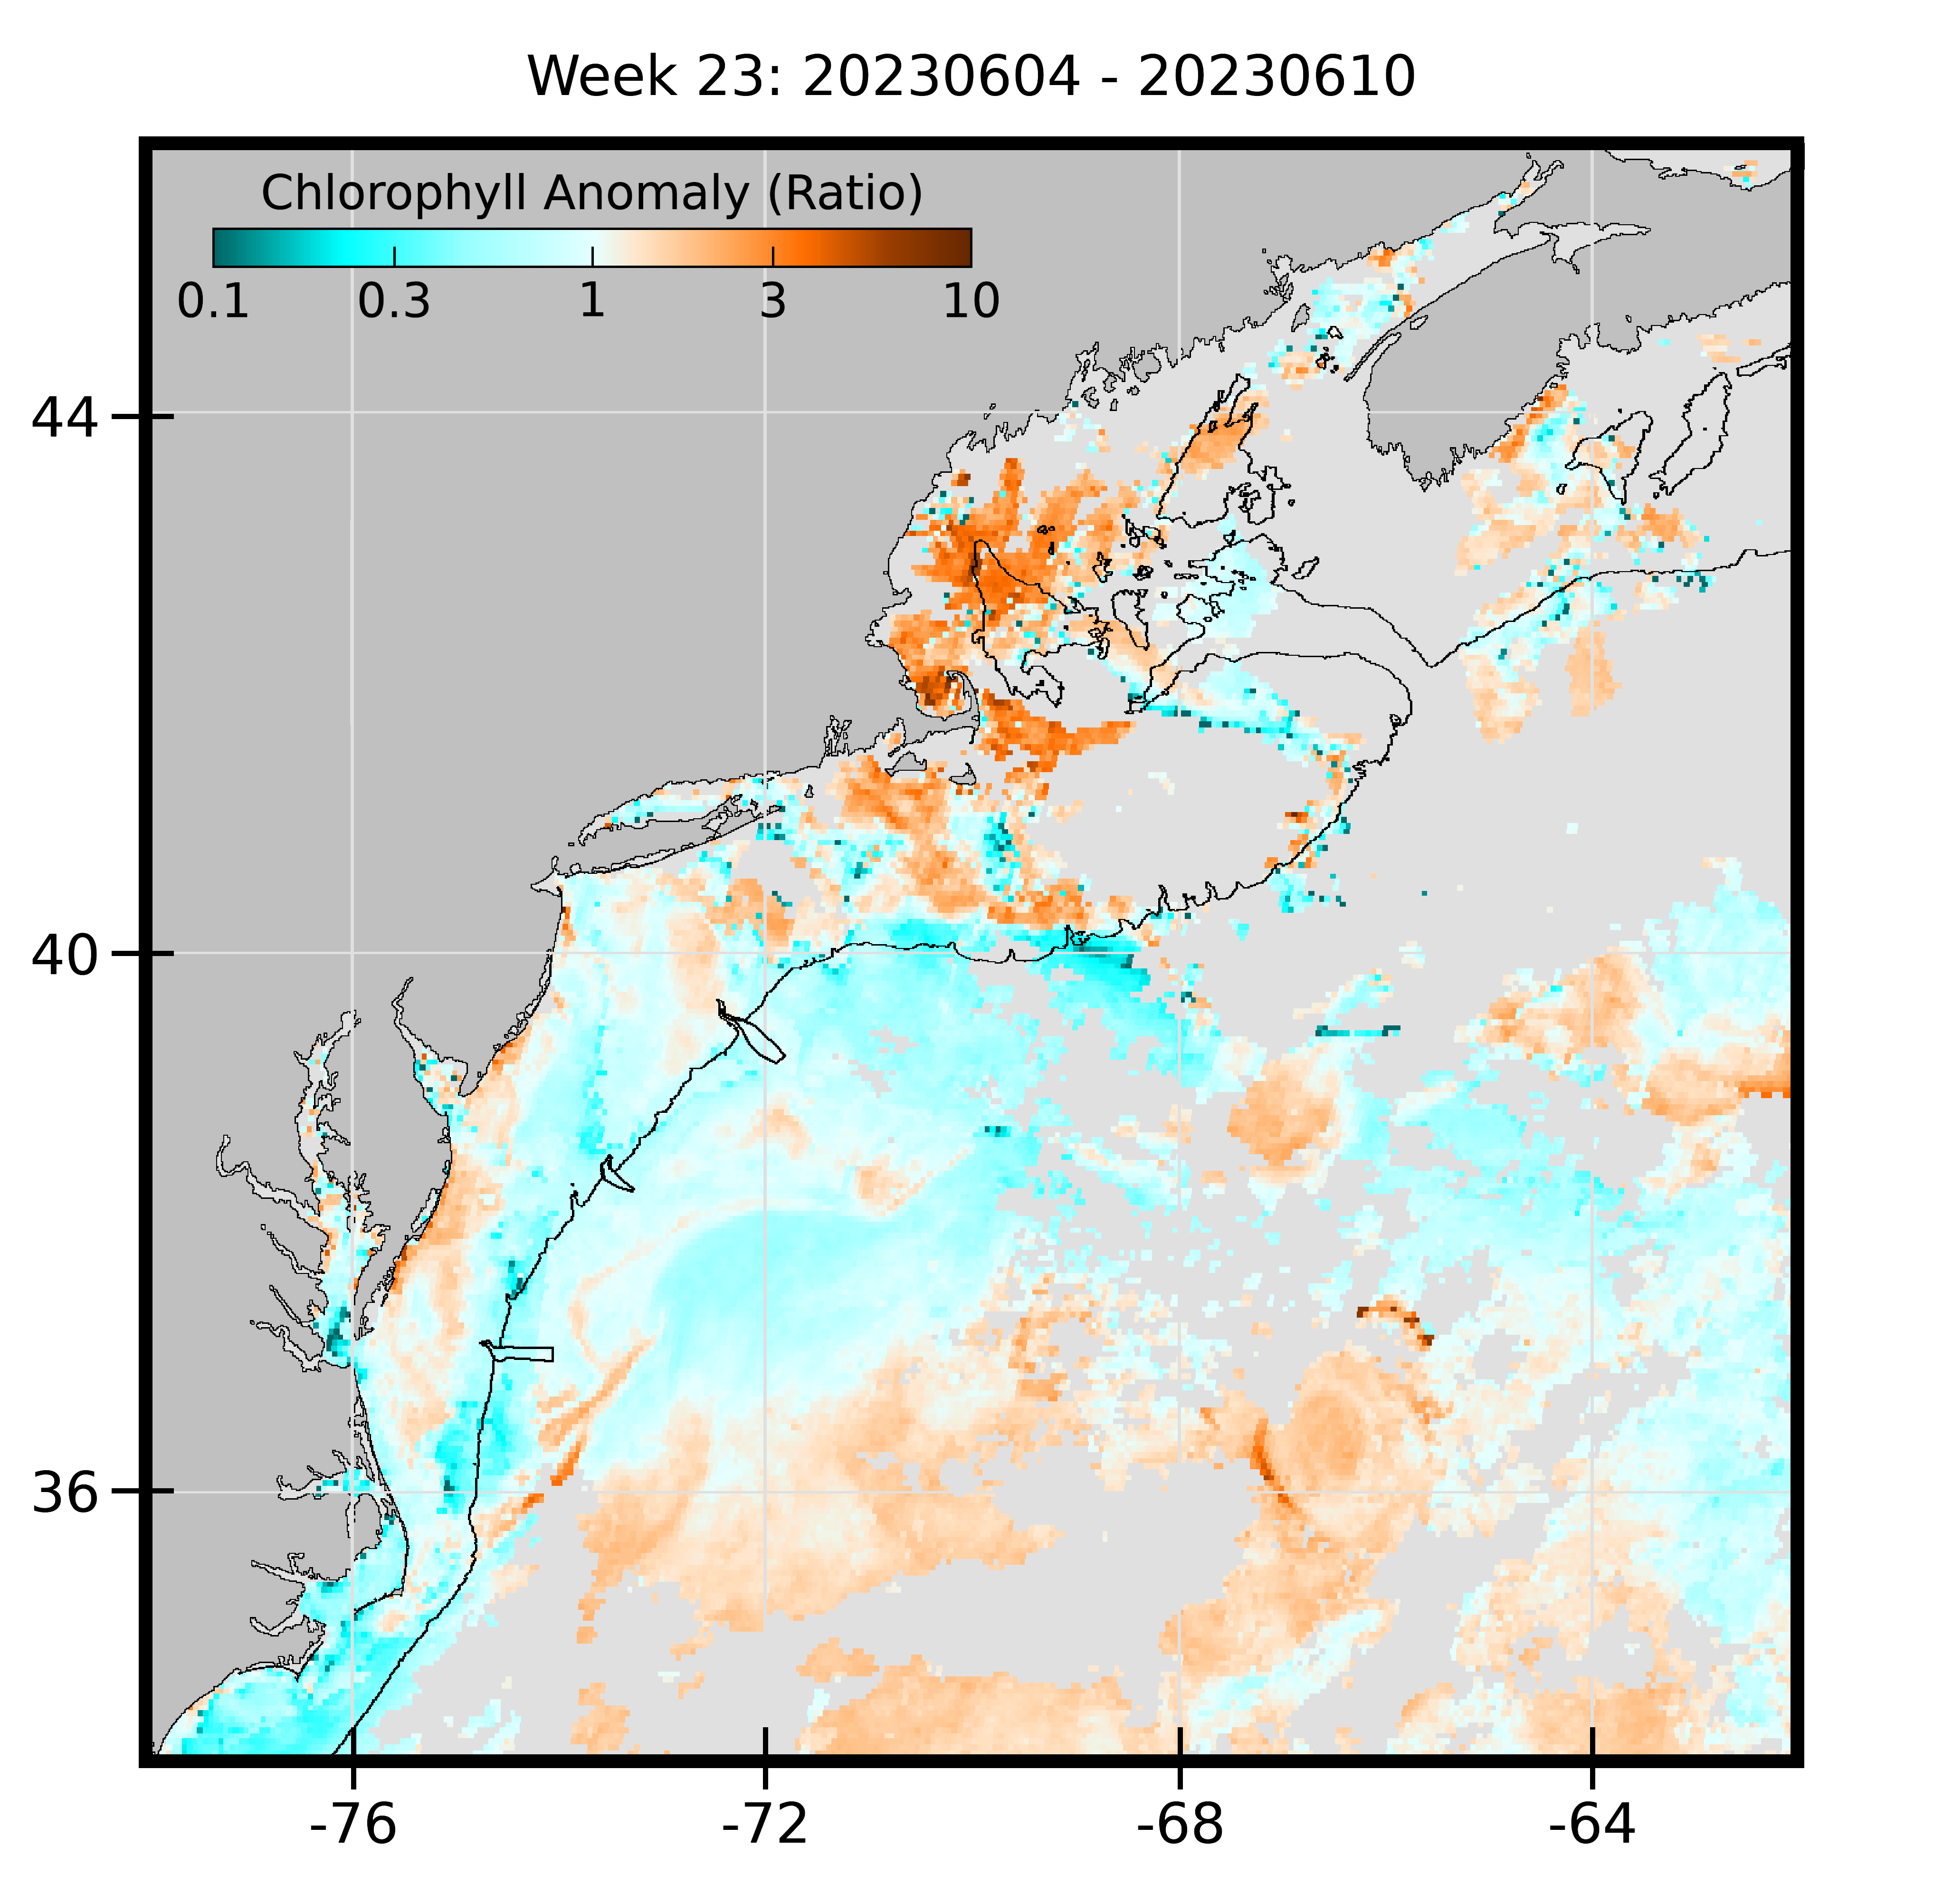 Week 23: 20230604 - 20230610
Chlorophyll Anomaly (Ratio)
0.1 0.3 1 3 10
44
40
36
-76 -72 -68 -64